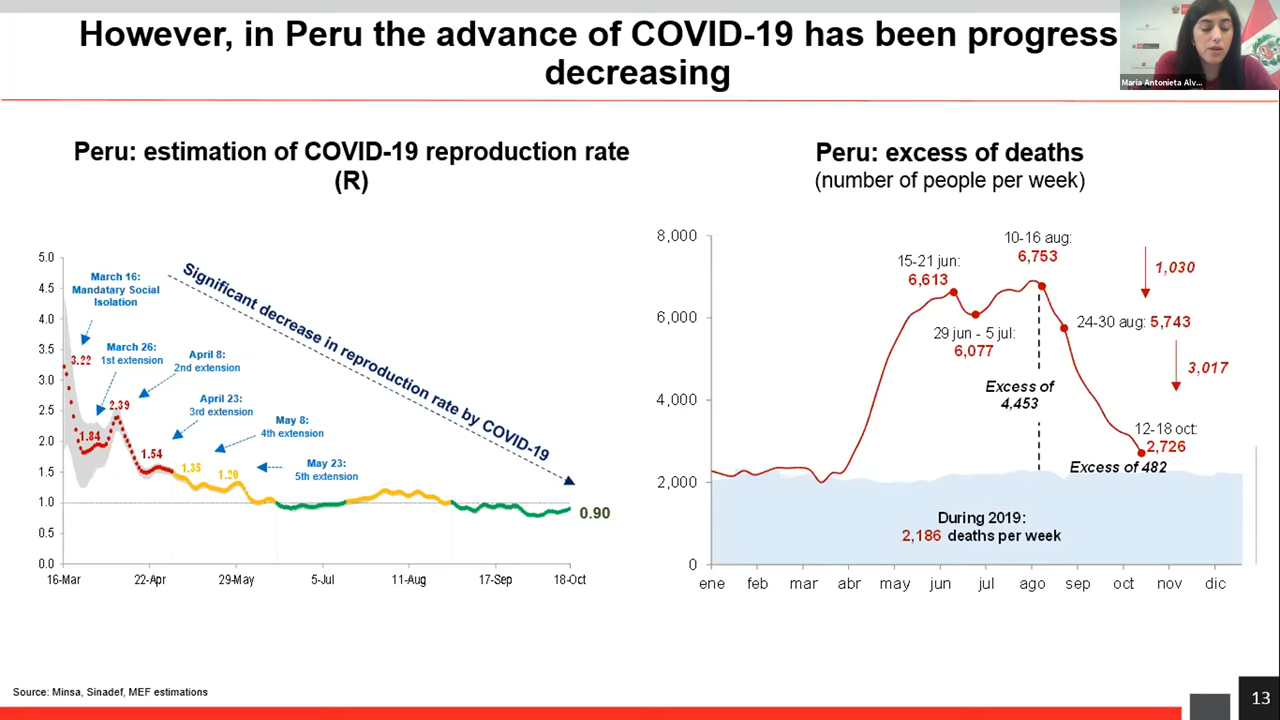 However, in Peru the advance of COVID-19 has been progress
decreasing
Maria Antonieta Alv...
Peru: estimation of COVID-19 reproduction rate
(R)
5.0
4.5
4.0
3.5
3.0
2.5
2.0
1.5
1.0
0.5
0.0
16-Mar
22-Apr
29-May
5-Jul
11-Aug
17-Sep
18-Oct
March 16:
Mandatary Social
Isolation
3.22
March 26:
1st extension
1.84
April 8:
2nd extension
2.39
April 23:
3rd extension
1.54
May 8:
4th extension
1.35
1.20
May 23:
5th extension
Significant decrease in reproduction rate by COVID-19
0.90
Peru: excess of deaths
(number of people per week)
8,000
6,000
4,000
2,000
0
ene
feb
mar
abr
may
jun
jul
ago
sep
oct
nov
dic
15-21 jun:
6,613
29 jun - 5 jul:
6,077
10-16 aug:
6,753
1,030
24-30 aug: 5,743
3,017
Excess of
4,453
12-18 oct:
2,726
Excess of 482
During 2019:
2,186 deaths per week
Source: Minsa, Sinadef, MEF estimations
13